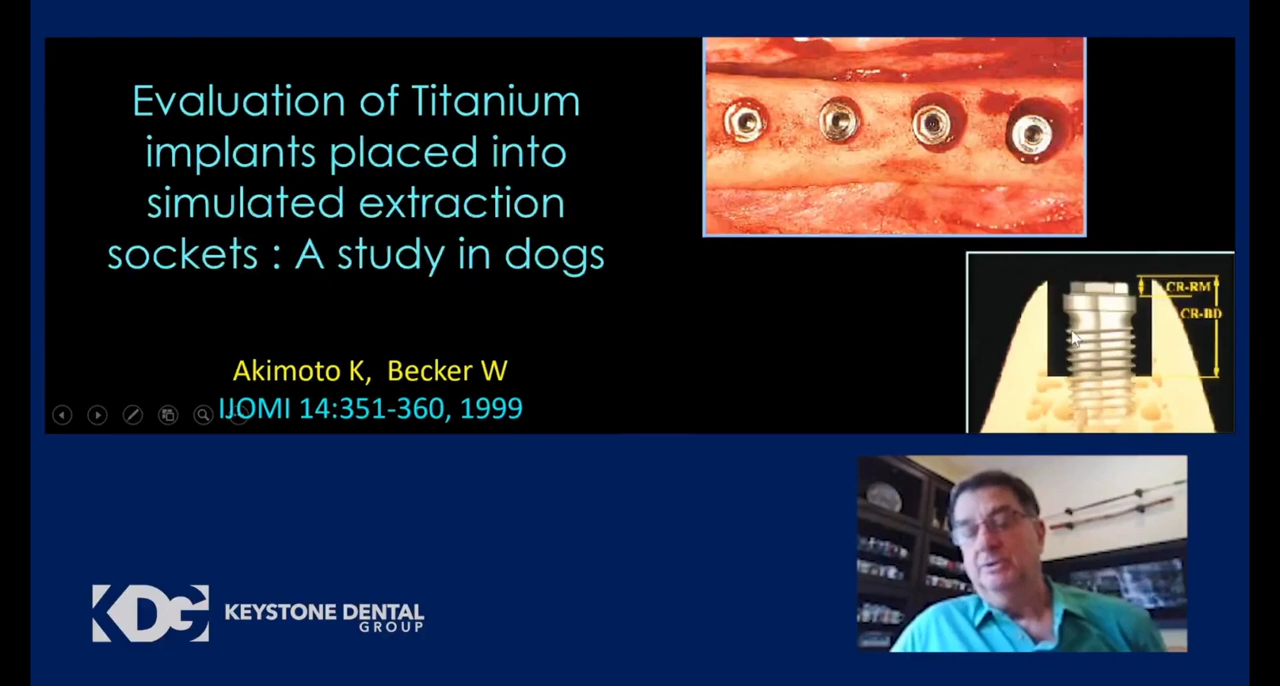 Evaluation of Titanium
implants placed into
simulated extraction
sockets : A study in dogs
Akimoto K, Becker W
IJOMI 14:351-360, 1999
CR-RM
CR-BD
KDG KEYSTONE DENTAL
GROUP